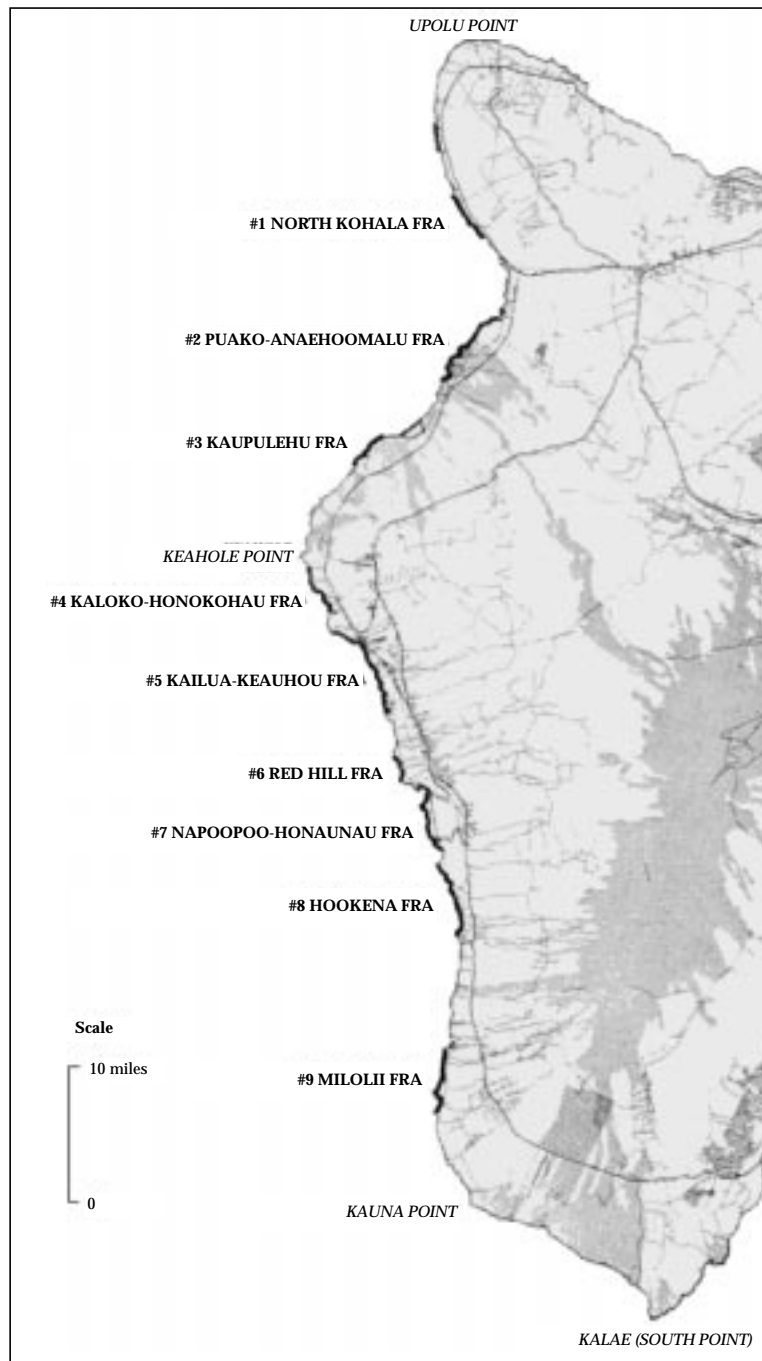 UPOLU POINT
#1 NORTH KOHALA FRA
#2 PUAKO-ANAEHOOMALU FRA
#3 KAUPULEHU FRA
KEAHOLE POINT
#4 KALOKO-HONOKOHAU FRA
#5 KAILUA-KEAUHOU FRA
#6 RED HILL FRA
#7 NAPOOPOO-HONAUNAU FRA
#8 HOOKENA FRA
Scale
10 miles
#9 MILOLII FRA
0
KAUNA POINT
KALAE (SOUTH POINT)